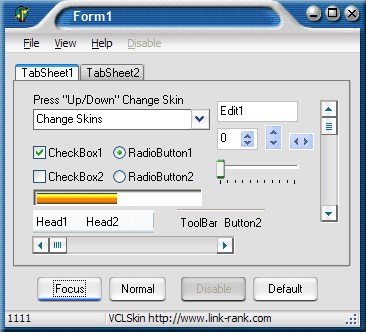 Form1
File View Help Disable
TabSheet1 TabSheet2
Press "Up/Down" Change Skin
Change Skins
Edit1
0
CheckBox1 RadioButton1
CheckBox2 RadioButton2
Head1 Head2 ToolBar Button2
Focus Normal Disable Default
1111 VCLSkin http://www.link-rank.com